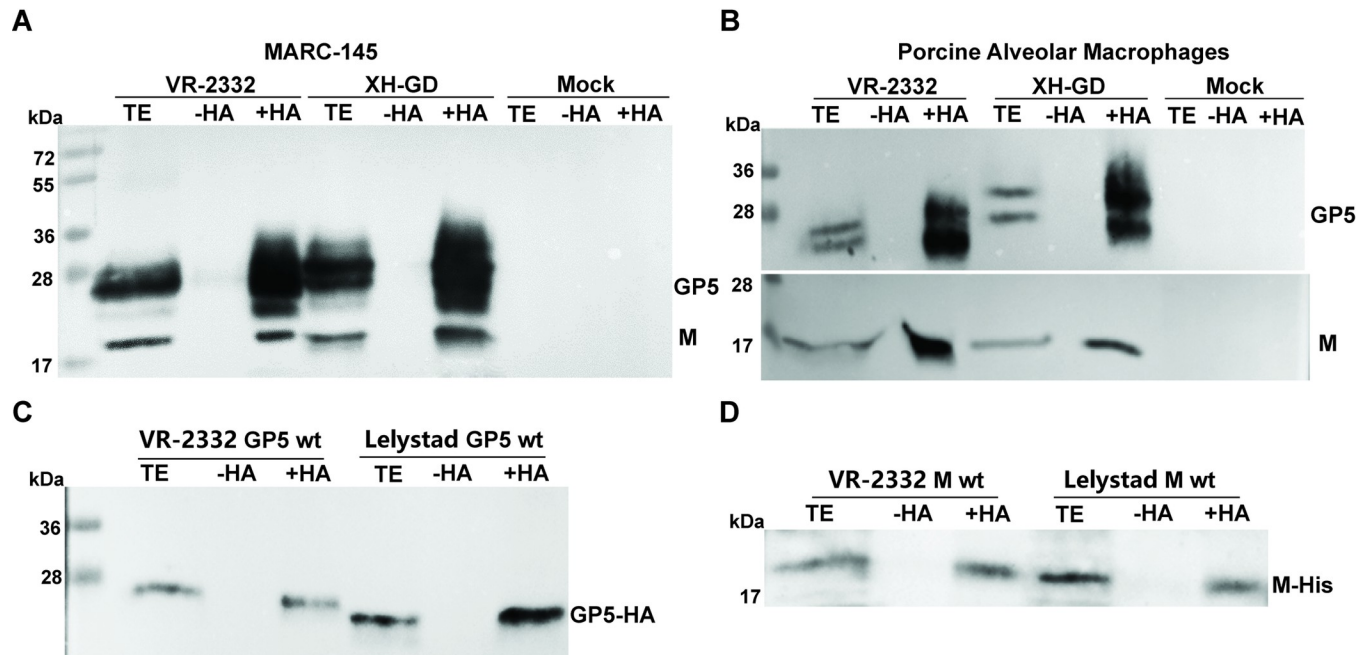 A
MARC-145
VR-2332 XH-GD Mock
TE -HA +HA TE -HA +HA TE -HA +HA
kDa
72
55
36
28
17
GP5
M
B
Porcine Alveolar Macrophages
VR-2332 XH-GD Mock
TE -HA +HA TE -HA +HA TE -HA +HA
kDa
36
28
GP5
28
17
M
C
VR-2332 GP5 wt Lelystad GP5 wt
TE -HA +HA TE -HA +HA
kDa
36
28
GP5-HA
D
VR-2332 M wt Lelystad M wt
TE -HA +HA TE -HA +HA
kDa
17
M-His